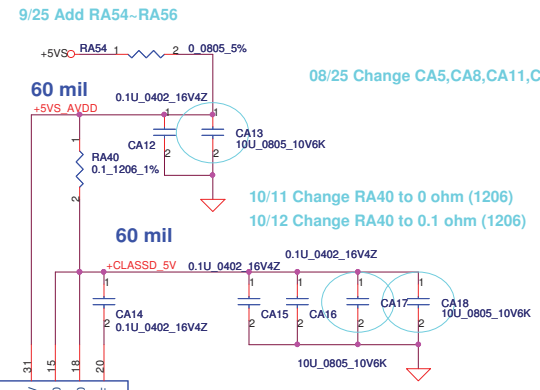 9/25 Add RA54~RA56
+5VS RA54 1 2 0_0805_5%
08/25 Change CA5,CA8,CA11,C
60 mil
0.1U_0402_16V4Z
+5VS_AVDD
1 1
CA12 CA13
10U_0805_10V6K
2 2
1
RA40
0.1_1206_1%
2
10/11 Change RA40 to 0 ohm (1206)
10/12 Change RA40 to 0.1 ohm (1206)
60 mil
0.1U_0402_16V4Z
+CLASSD_5V 0.1U_0402_16V4Z
1 1 1 1 1
CA14 CA15 CA16 CA17 CA18
0.1U_0402_16V4Z 10U_0805_10V6K
2 2 2 2 2
10U_0805_10V6K
31 15 18 20